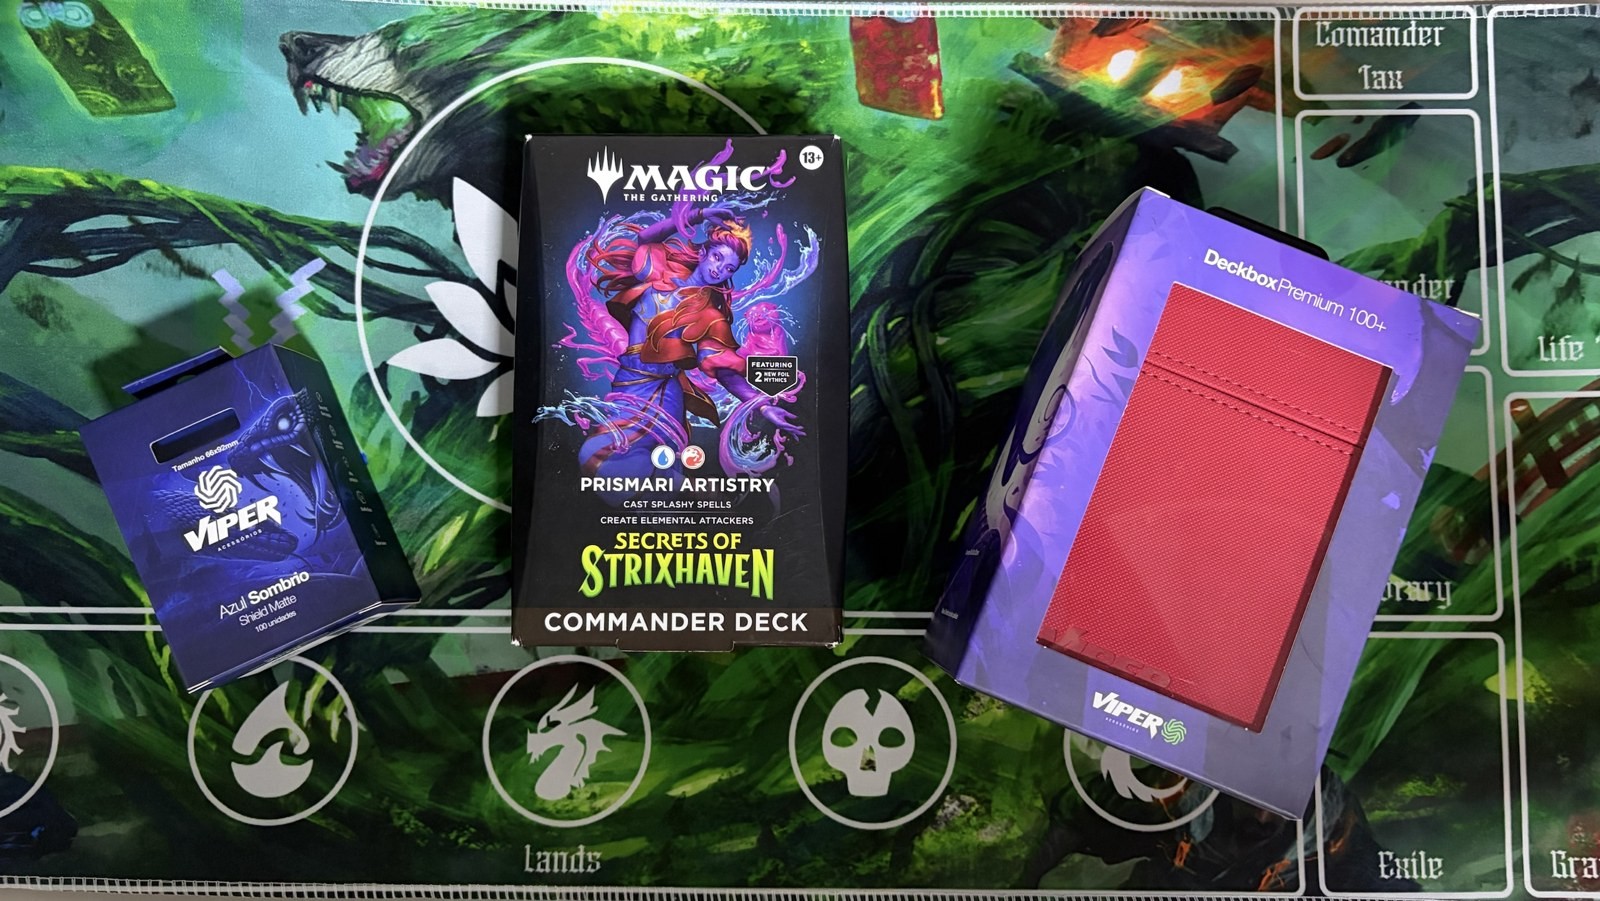 Comander
Tax
Life
Exile
Lands
Tamanho 66x92mm
VIPER
ACESSÓRIOS
Azul Sombrio
Shield Matte
100 unidades
MAGIC
THE GATHERING
13+
FEATURING
2 NEW FOIL
MYTHICS
PRISMARI ARTISTRY
CAST SPLASHY SPELLS
CREATE ELEMENTAL ATTACKERS
SECRETS OF
STRIXHAVEN
COMMANDER DECK
Deckbox Premium 100+
VIPER
ACESSÓRIOS